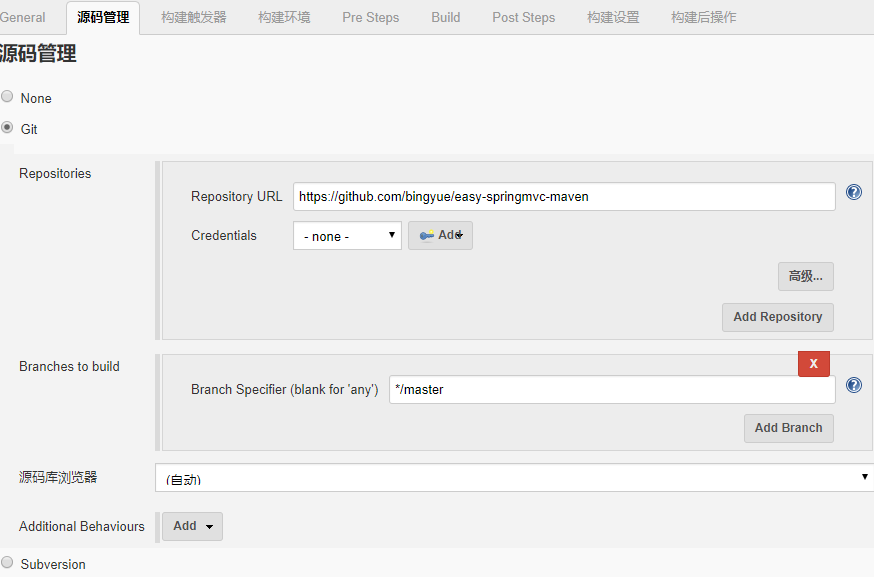 General 源码管理 构建触发器 构建环境 Pre Steps Build Post Steps 构建设置 构建后操作
源码管理
None
Git
Repositories
Repository URL https://github.com/bingyue/easy-springmvc-maven
Credentials - none - Add
高级...
Add Repository
Branches to build
X
Branch Specifier (blank for 'any') */master
Add Branch
源码库浏览器 (自动)
Additional Behaviours Add
Subversion